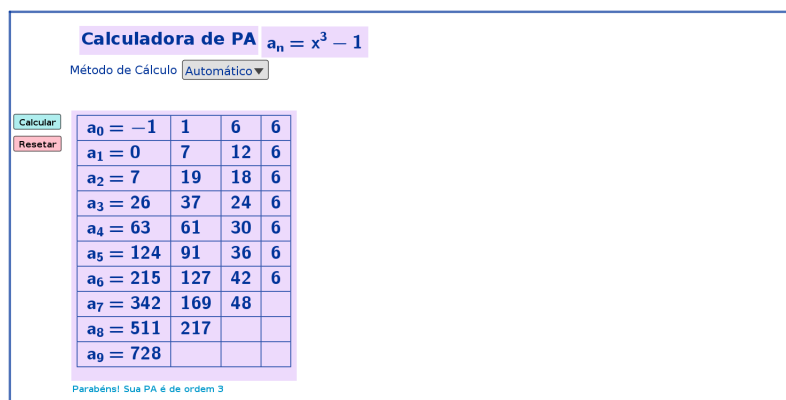 Calculadora de PA aₙ = x³ − 1
Método de Cálculo Automático
Calcular
Resetar
a₀ = −1 1 6 6
a₁ = 0 7 12 6
a₂ = 7 19 18 6
a₃ = 26 37 24 6
a₄ = 63 61 30 6
a₅ = 124 91 36 6
a₆ = 215 127 42 6
a₇ = 342 169 48
a₈ = 511 217
a₉ = 728
Parabéns! Sua PA é de ordem 3